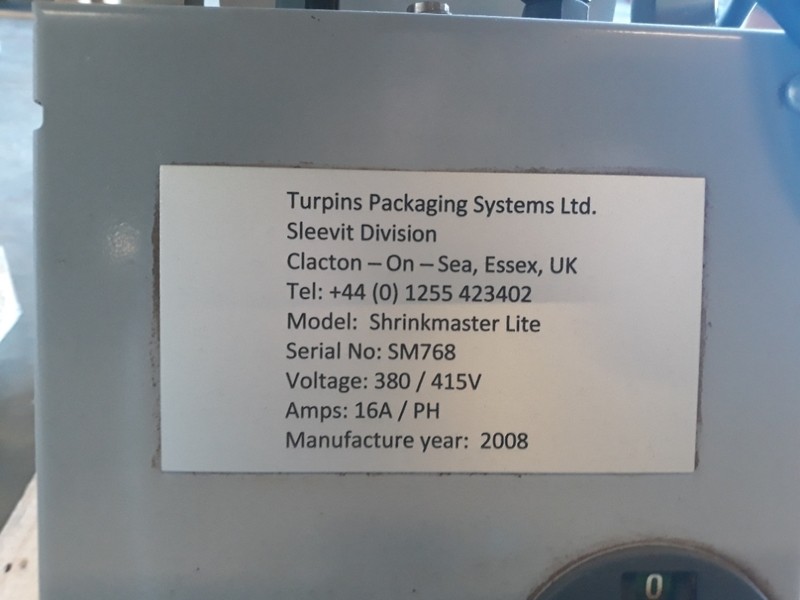 Turpins Packaging Systems Ltd.
Sleevit Division
Clacton – On – Sea, Essex, UK
Tel: +44 (0) 1255 423402
Model: Shrinkmaster Lite
Serial No: SM768
Voltage: 380 / 415V
Amps: 16A / PH
Manufacture year: 2008
0